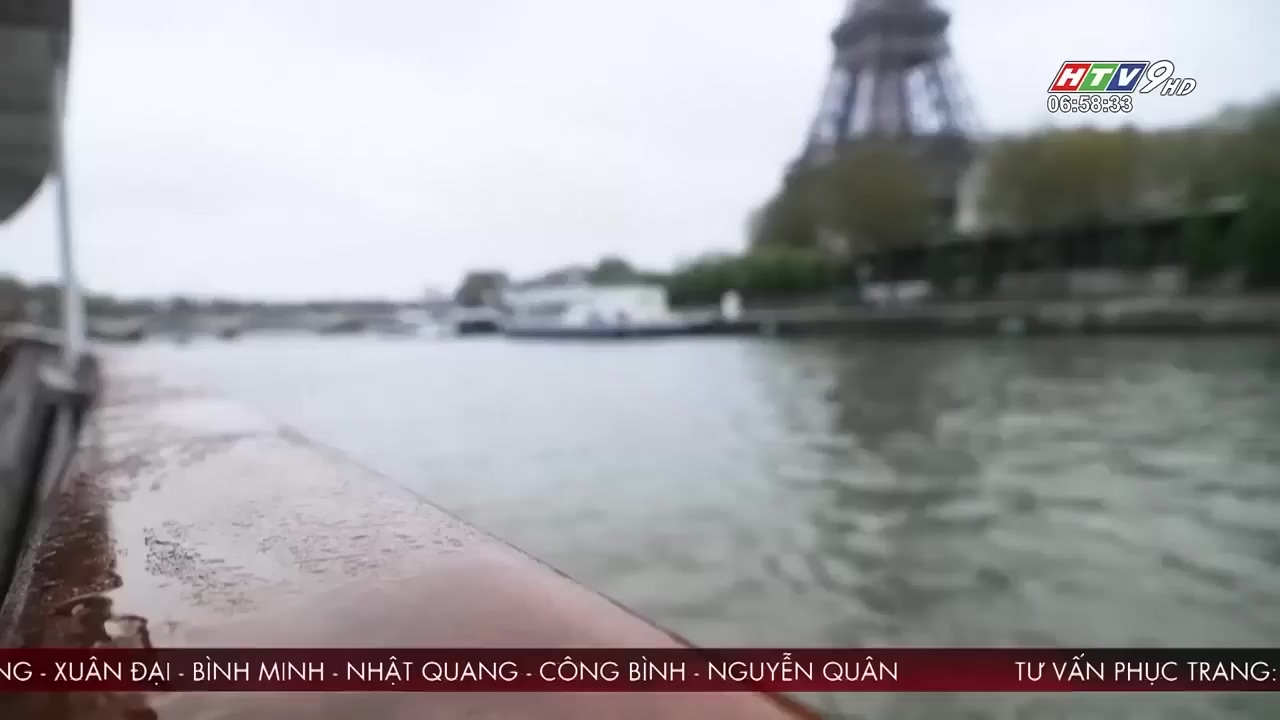 HTV9HD
06:58:33
NG - XUÂN ĐẠI - BÌNH MINH - NHẬT QUANG - CÔNG BÌNH - NGUYỄN QUÂN TƯ VẤN PHỤC TRANG: